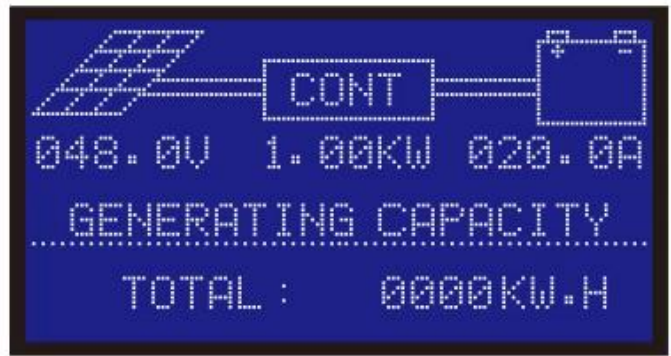 CONT
+ -
048.0V 1.00KW 020.0A
GENERATING CAPACITY
TOTAL: 0000KW.H